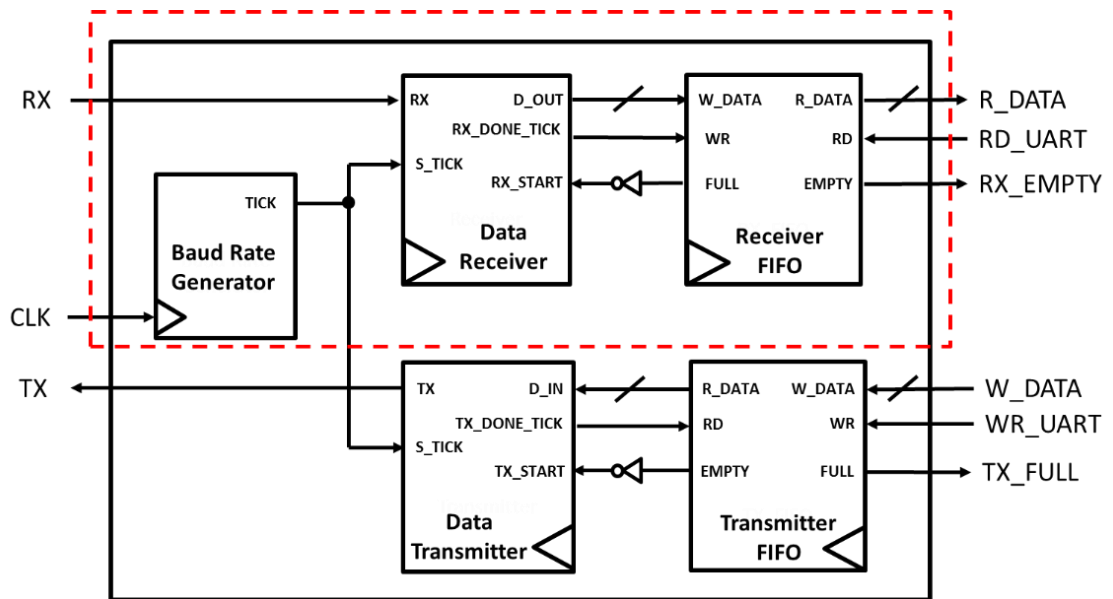 RX
RX
D_OUT
W_DATA
R_DATA
R_DATA
RX_DONE_TICK
WR
RD
RD_UART
S_TICK
RX_START
FULL
EMPTY
RX_EMPTY
TICK
Data
Receiver
Receiver
FIFO
Baud Rate
Generator
CLK
TX
TX
D_IN
R_DATA
W_DATA
W_DATA
TX_DONE_TICK
RD
WR
WR_UART
S_TICK
TX_START
EMPTY
FULL
TX_FULL
Data
Transmitter
Transmitter
FIFO